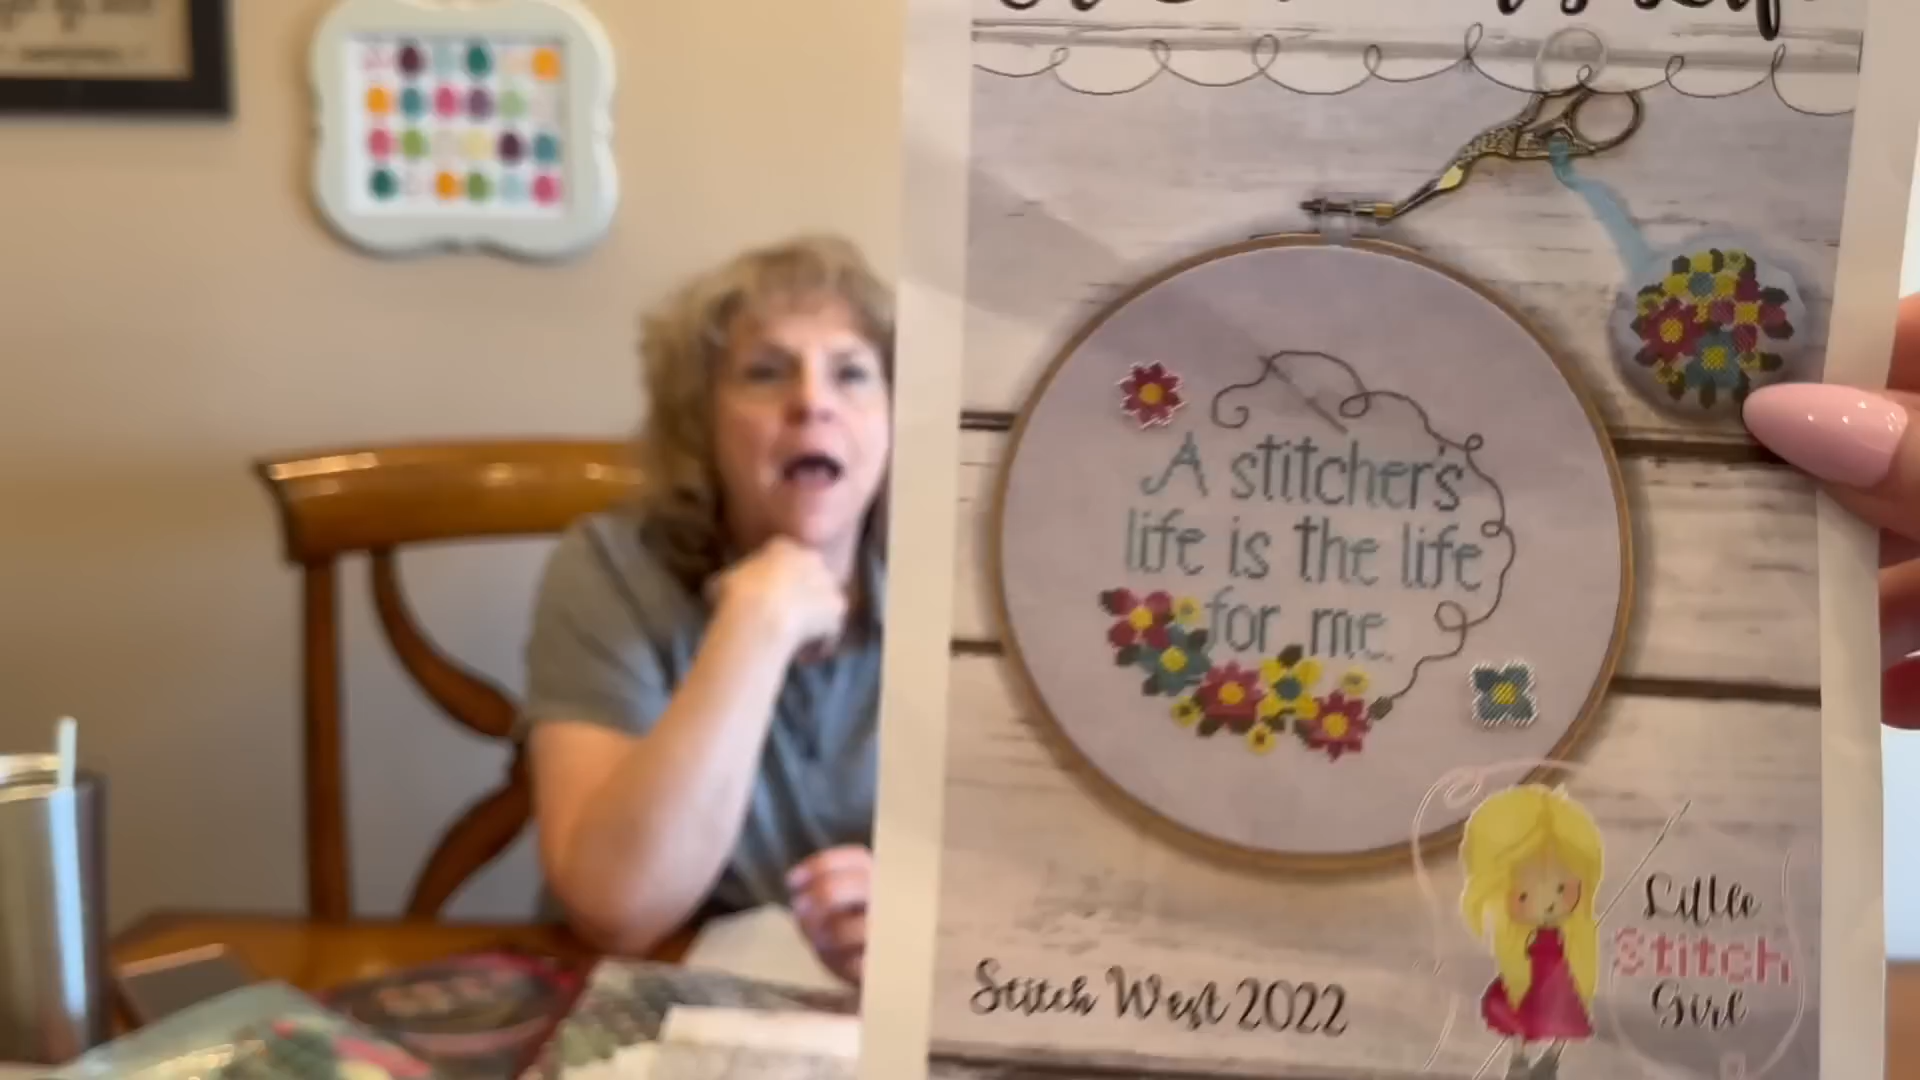 A stitcher's
life is the life
for me.
Stitch West 2022
Little
Stitch
Girl